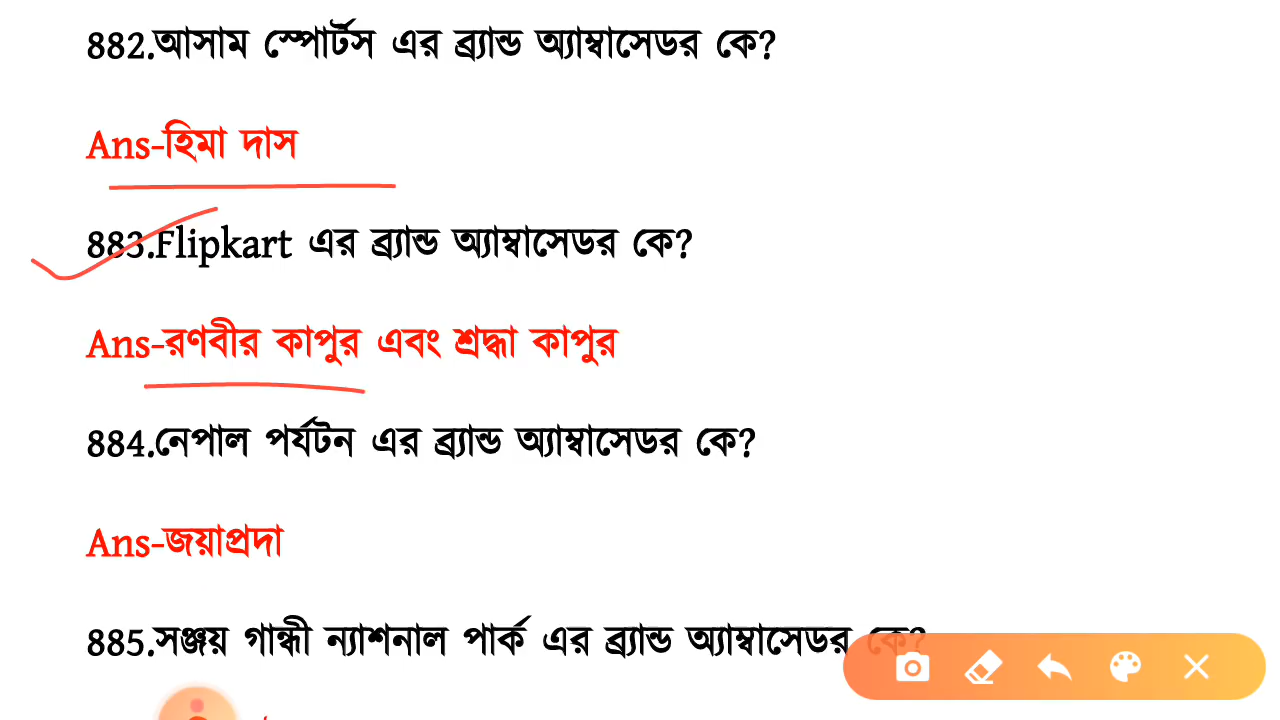 882.আসাম স্পোর্টস এর ব্র্যান্ড অ্যাম্বাসেডর কে?
Ans-হিমা দাস
883.Flipkart এর ব্র্যান্ড অ্যাম্বাসেডর কে?
Ans-রণবীর কাপুর এবং শ্রদ্ধা কাপুর
884.নেপাল পর্যটন এর ব্র্যান্ড অ্যাম্বাসেডর কে?
Ans-জয়াপ্রদা
885.সঞ্জয় গান্ধী ন্যাশনাল পার্ক এর ব্র্যান্ড অ্যাম্বাসেডর কে?